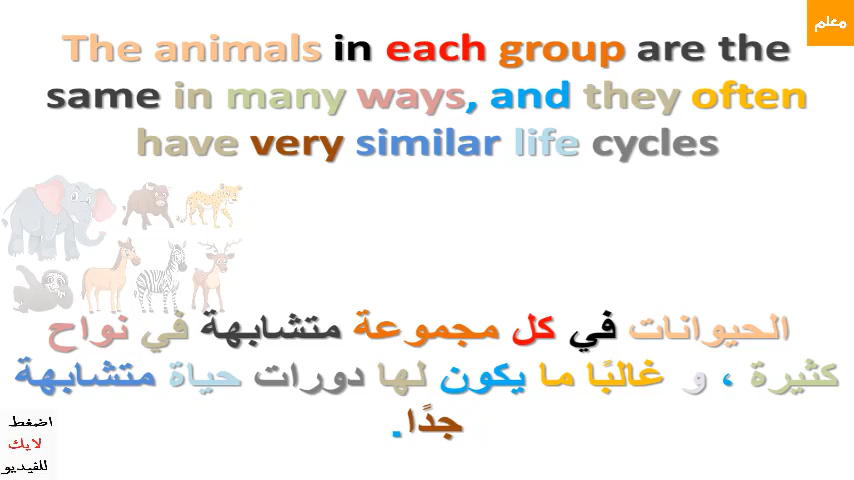 معلم
The animals in each group are the
same in many ways, and they often
have very similar life cycles
الحيوانات في كل مجموعة متشابهة في نواح
كثيرة ، و غالبًا ما يكون لها دورات حياة متشابهة
جدًا.
اضغط
لايك
للفيديو